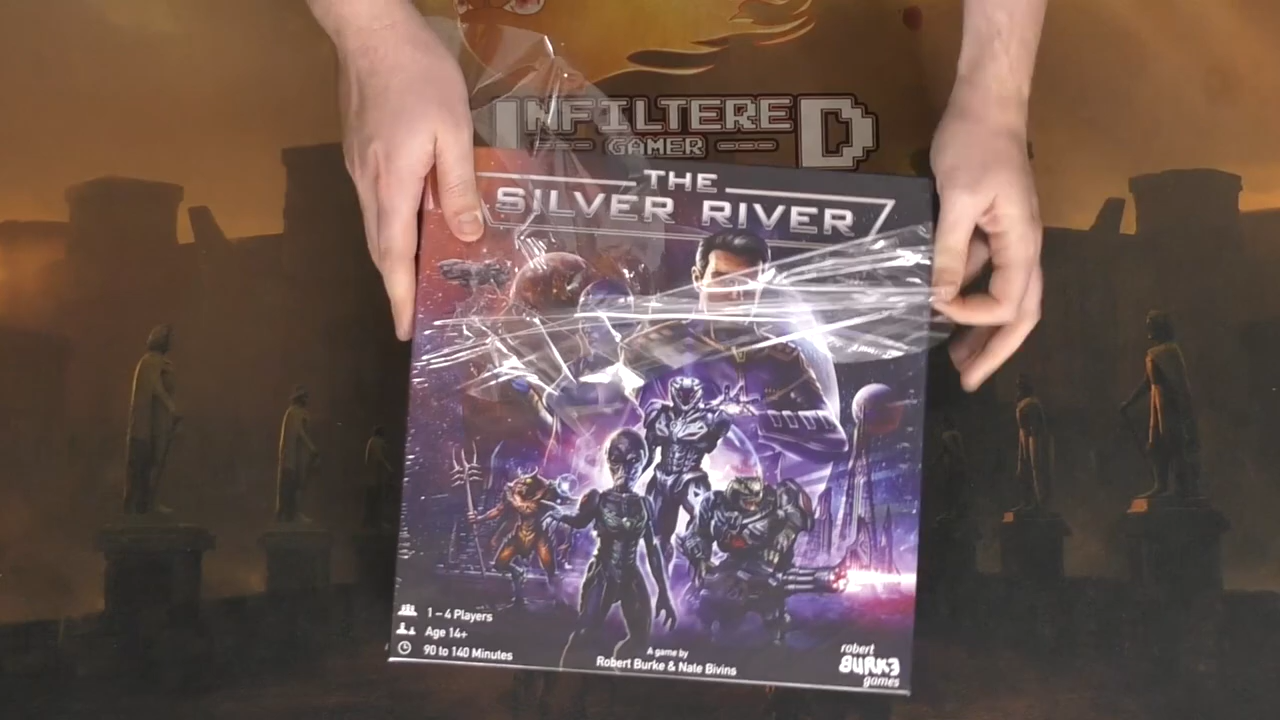 INFILTERED
GAMER
THE
SILVER RIVER
1 – 4 Players
Age 14+
90 to 140 Minutes
A game by
Robert Burke & Nate Bivins
robert
BURK3
games